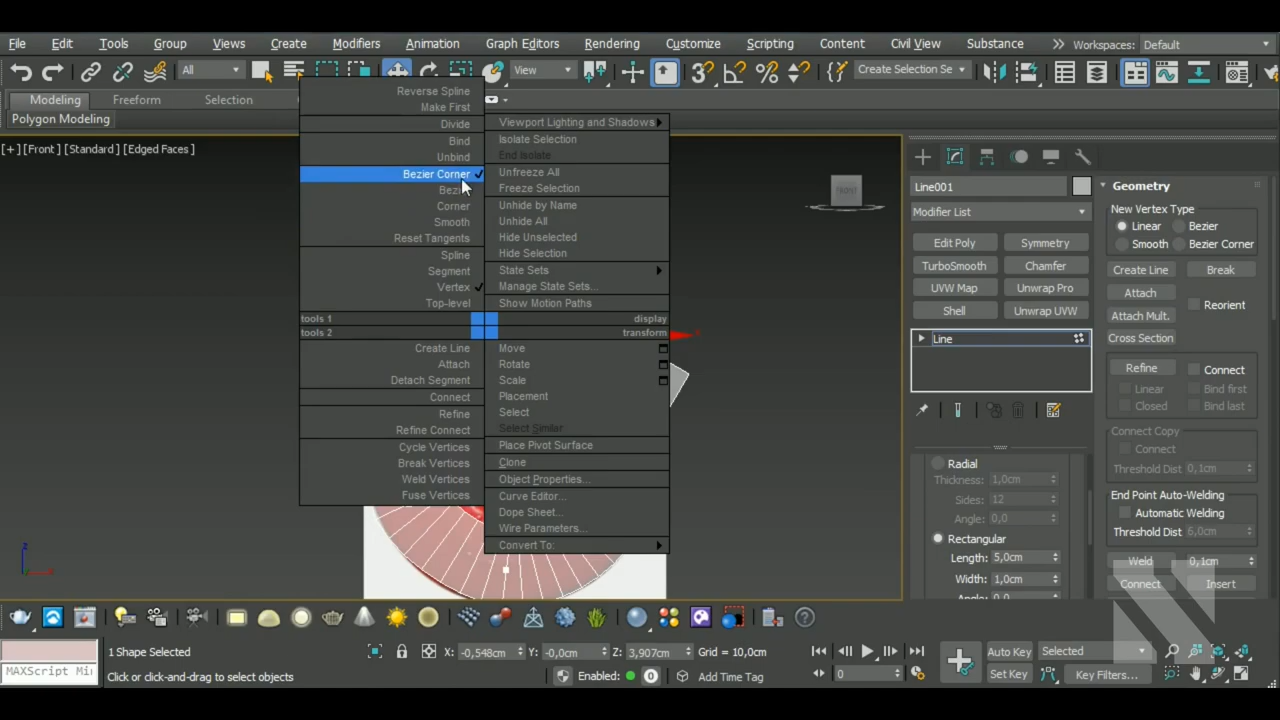 File Edit Tools Group Views Create Modifiers Animation Graph Editors Rendering Customize Scripting Content Civil View Substance Workspaces: Default
All View Create Selection Se
Modeling Freeform Selection
Polygon Modeling
[+] [Front] [Standard] [Edged Faces]
Reverse Spline
Make First
Divide
Bind
Unbind
Bezier Corner
Bezi
Corner
Smooth
Reset Tangents
Spline
Segment
Vertex
Top-level
tools 1
tools 2
Create Line
Attach
Detach Segment
Connect
Refine
Refine Connect
Cycle Vertices
Break Vertices
Weld Vertices
Fuse Vertices
Viewport Lighting and Shadows
Isolate Selection
End Isolate
Unfreeze All
Freeze Selection
Unhide by Name
Unhide All
Hide Unselected
Hide Selection
State Sets
Manage State Sets...
Show Motion Paths
display
transform
Move
Rotate
Scale
Placement
Select
Select Similar
Place Pivot Surface
Clone
Object Properties...
Curve Editor...
Dope Sheet...
Wire Parameters...
Convert To:
FRONT
x
z
Line001
Modifier List
Edit Poly Symmetry
TurboSmooth Chamfer
UVW Map Unwrap Pro
Shell Unwrap UVW
Line
Radial
Thickness: 1,0cm
Sides: 12
Angle: 0,0
Rectangular
Length: 5,0cm
Width: 1,0cm
Angle: 0,0
Geometry
New Vertex Type
Linear Bezier
Smooth Bezier Corner
Create Line Break
Attach
Reorient
Attach Mult.
Cross Section
Refine Connect
Linear Bind first
Closed Bind last
Connect Copy
Connect
Threshold Dist 0,1cm
End Point Auto-Welding
Automatic Welding
Threshold Dist 6,0cm
Weld 0,1cm
Connect Insert
1 Shape Selected X: -0,548cm Y: -0,0cm Z: 3,907cm Grid = 10,0cm Auto Key Selected
MAXScript Mi Click or click-and-drag to select objects Enabled: 0 Add Time Tag 0 Set Key Key Filters...